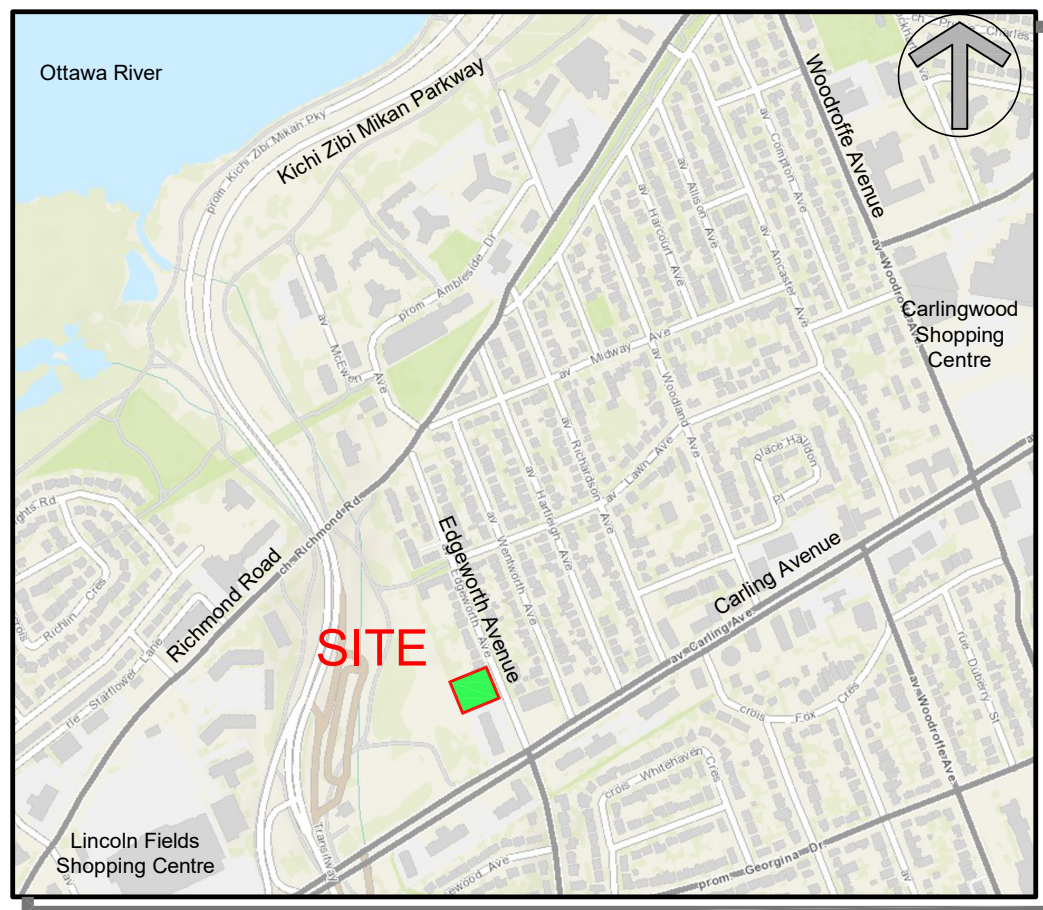 Ottawa River
Kichi Zibi Mikan Parkway
prom Kichi Zibi Mikan Pky
Woodroffe Avenue
av Compton Ave
av Allison Ave
av Harcourt Ave
av Ancaster Ave
prom Ambleside Dr
av McEwen Ave
av Midway Ave
av Woodroffe Ave
Carlingwood
Shopping
Centre
av Woodland Ave
av Richardson Ave
av Lawn Ave
place Halldon Pl
av Hartleigh Ave
av Wentworth Ave
Edgeworth Avenue
Edgeworth Ave
ch Richmond Rd
Richmond Road
crois Richlin Cres
Starflower Lane
Carling Avenue
av Carling Ave
SITE
crois Fox Cres
rue Duberry St
av Woodroffe Ave
crois Whitehaven Cres
prom Georgina Dr
Transitway
Lincoln Fields
Shopping Centre
av
av